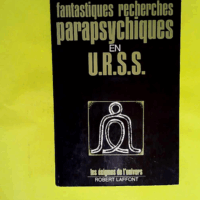 fantastiques recherches
parapsychiques
EN
U.R.S.S.
les énigmes de l'univers
ROBERT LAFFONT